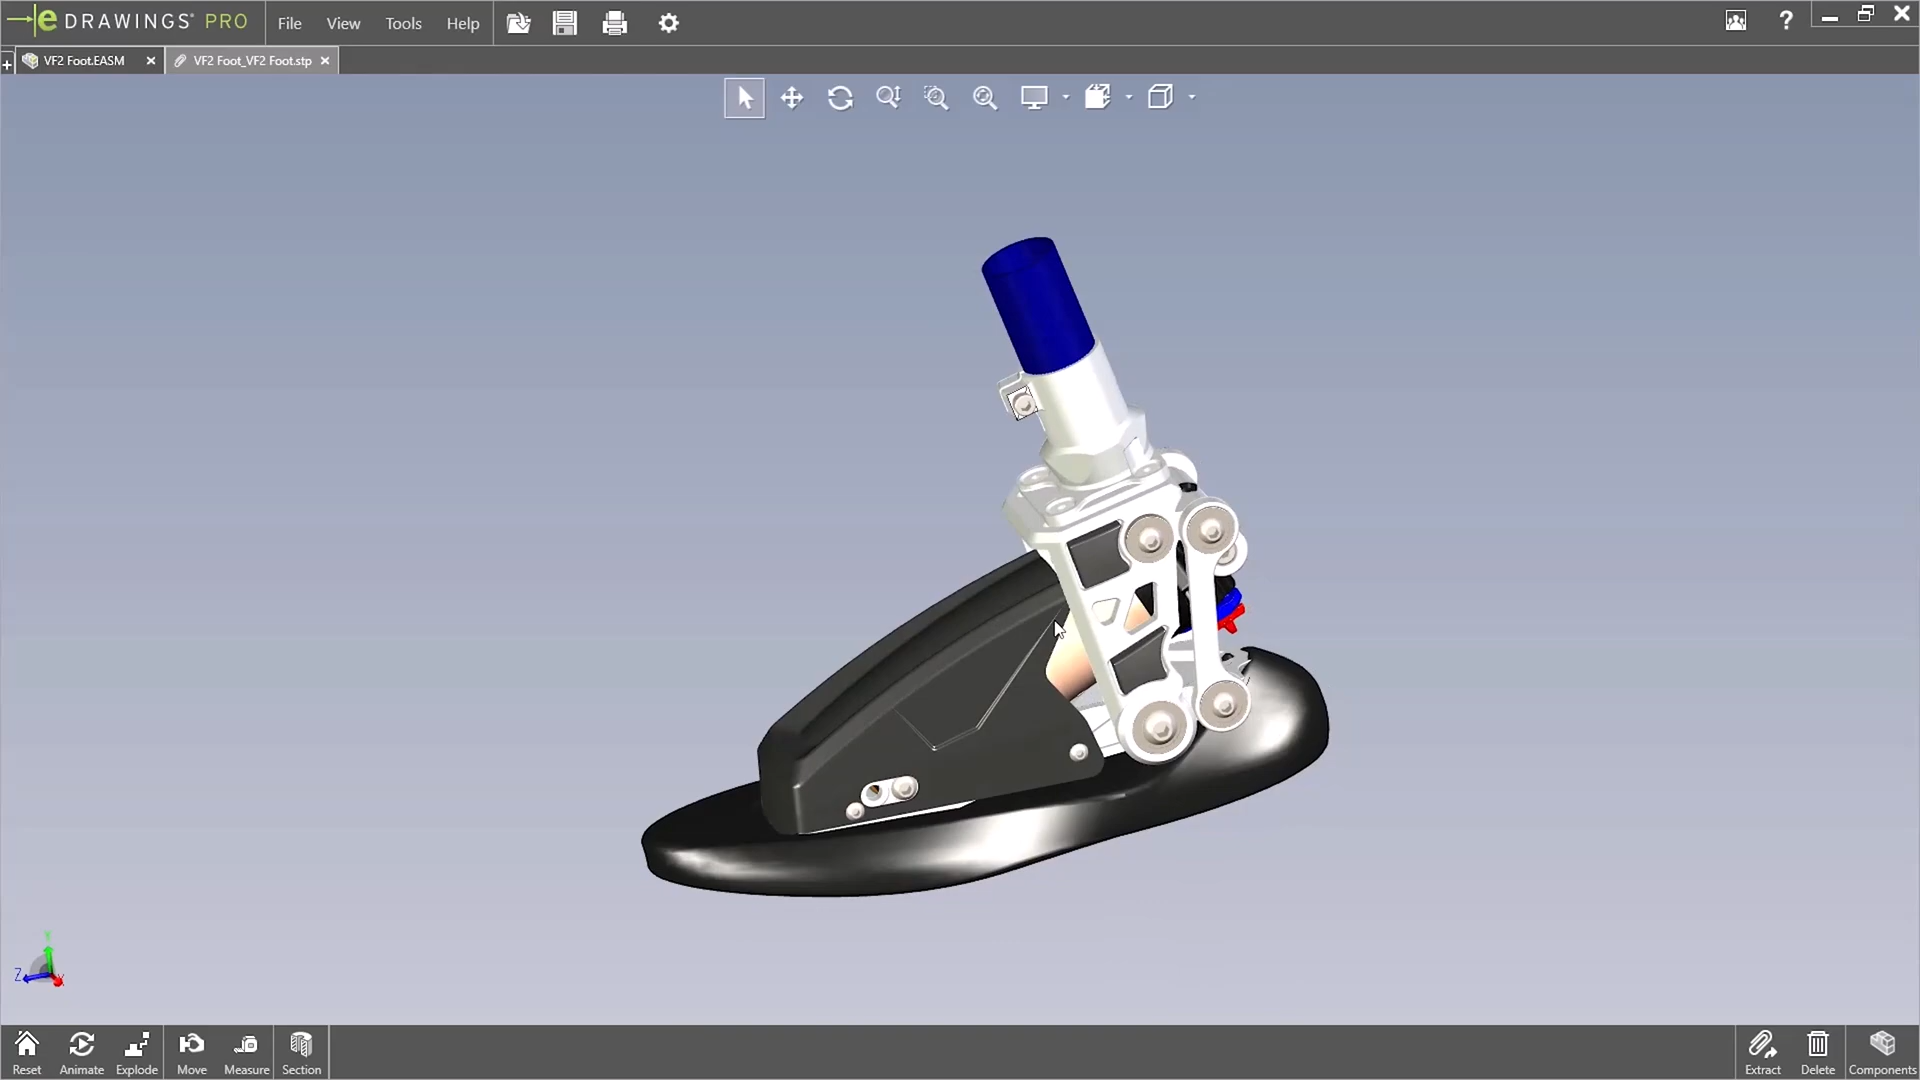 eDRAWINGS® PRO
File View Tools Help
VF2 Foot.EASM
VF2 Foot_VF2 Foot.stp
Y
Z
X
Reset Animate Explode Move Measure Section
Extract Delete Components